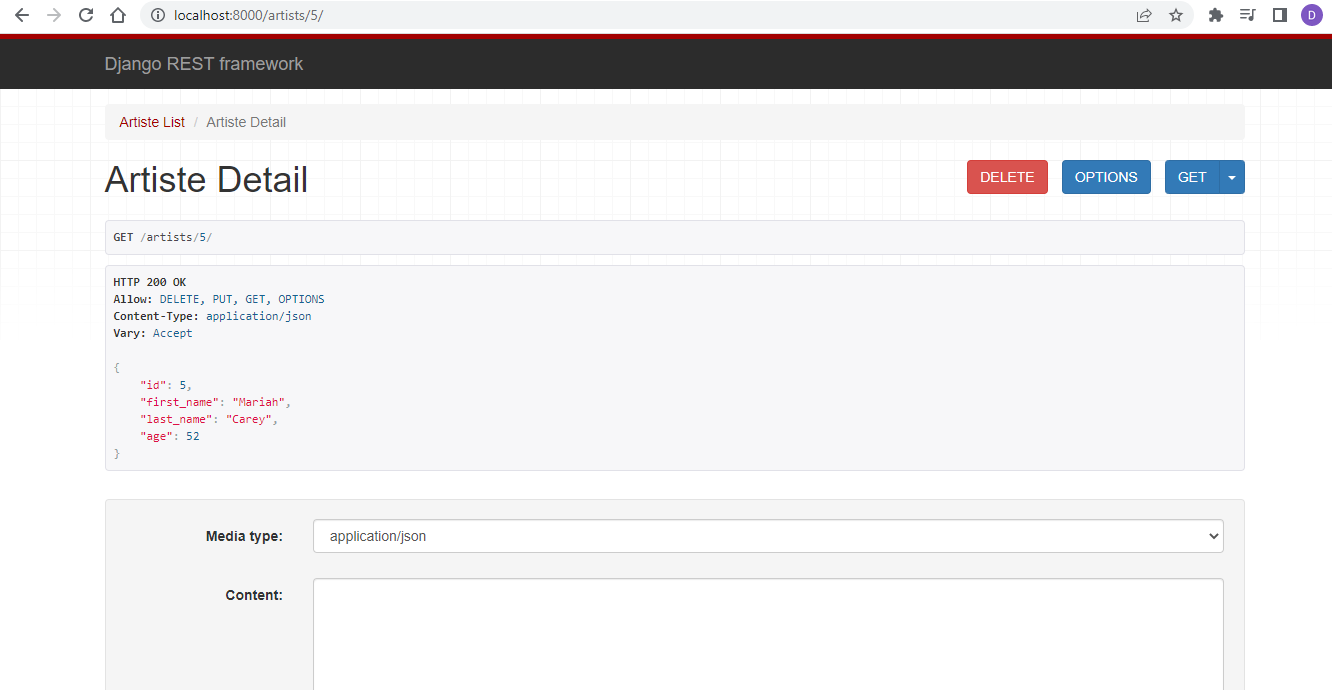 localhost:8000/artists/5/
D
Django REST framework
Artiste List / Artiste Detail
Artiste Detail
DELETE OPTIONS GET
GET /artists/5/
HTTP 200 OK
Allow: DELETE, PUT, GET, OPTIONS
Content-Type: application/json
Vary: Accept
{
"id": 5,
"first_name": "Mariah",
"last_name": "Carey",
"age": 52
}
Media type: application/json
Content: